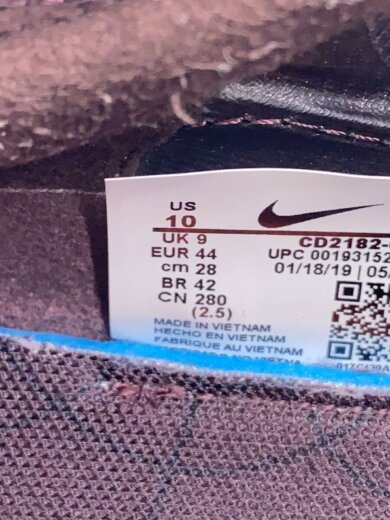 US
10
UK 9
EUR 44
cm 28
BR 42
CN 280
(2.5)
CD2182-
UPC 00193152
01/18/19 | 05
MADE IN VIETNAM
HECHO EN VIETNAM
FABRIQUE AU VIETNAM